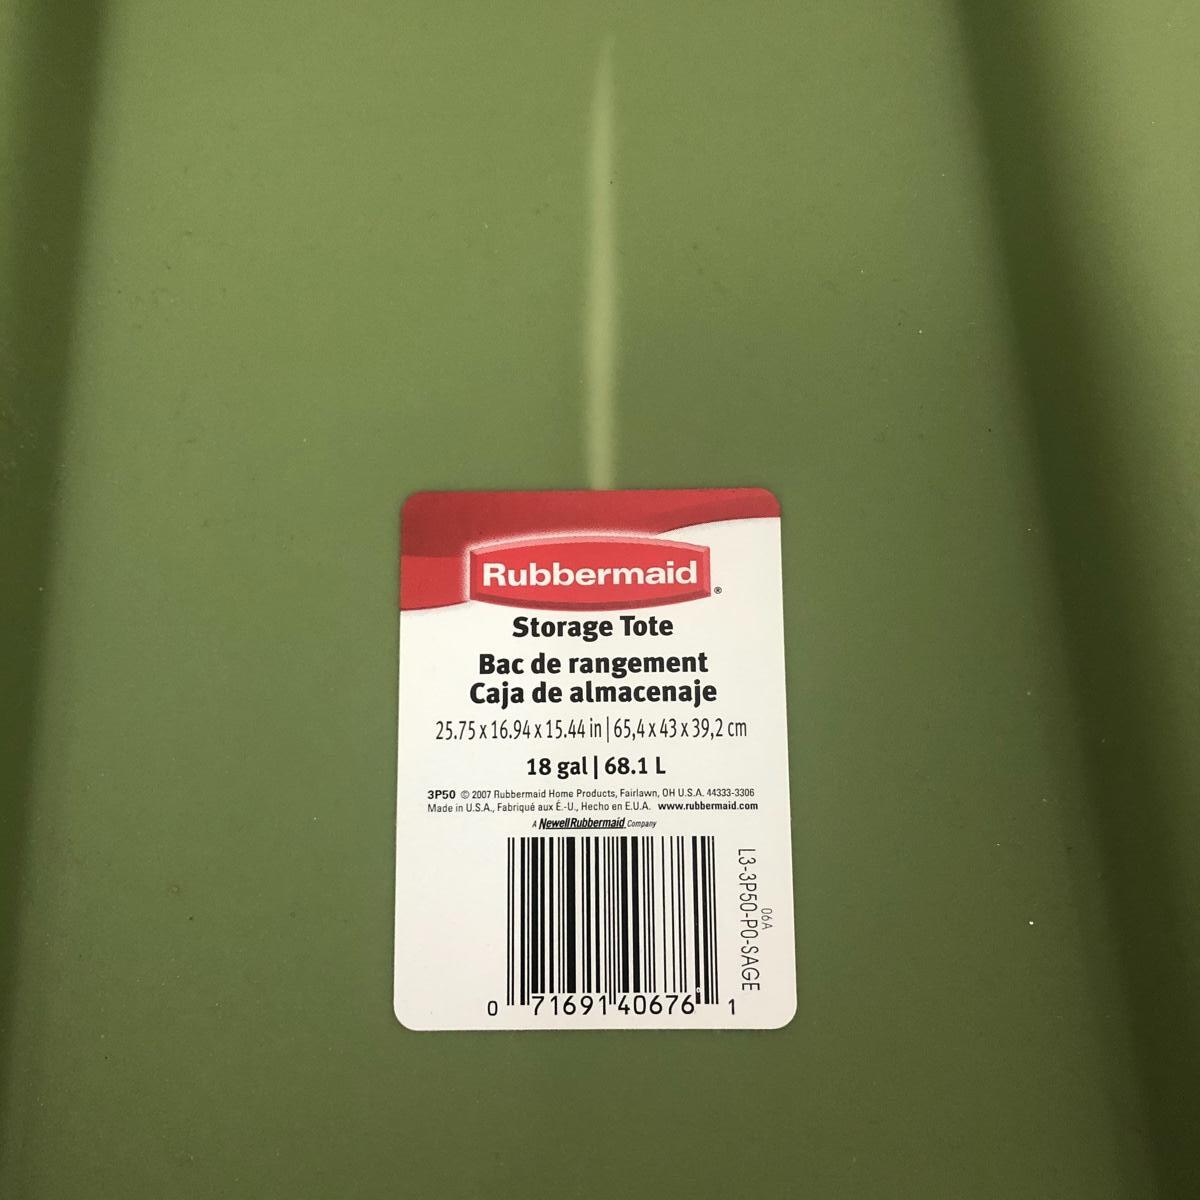 Rubbermaid®
Storage Tote
Bac de rangement
Caja de almacenaje
25.75 x 16.94 x 15.44 in | 65,4 x 43 x 39,2 cm
18 gal | 68.1 L
3P50 © 2007 Rubbermaid Home Products, Fairlawn, OH U.S.A. 44333-3306
Made in U.S.A., Fabriqué aux É.-U., Hecho en E.U.A. www.rubbermaid.com
A NewellRubbermaid Company
L3-3P50-P0-SAGE
06A
0 71691 40676 1